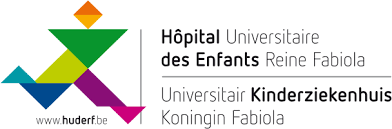 Hôpital Universitaire
des Enfants Reine Fabiola
Universitair Kinderziekenhuis
Koningin Fabiola
www.huderf.be